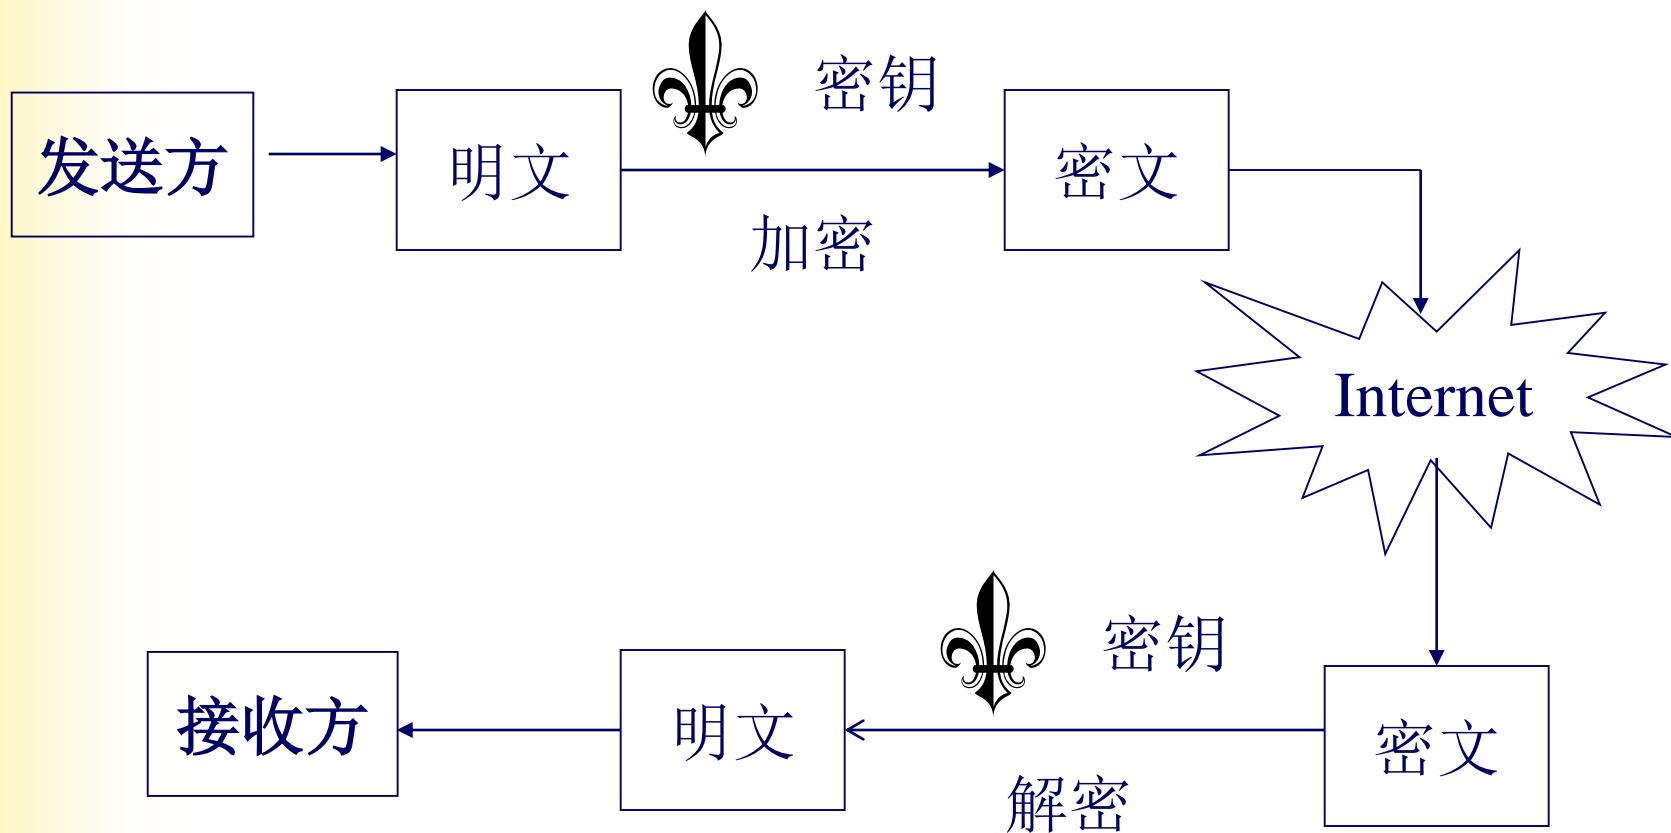 密钥
发送方
明文
密文
加密
Internet
密钥
接收方
明文
密文
解密